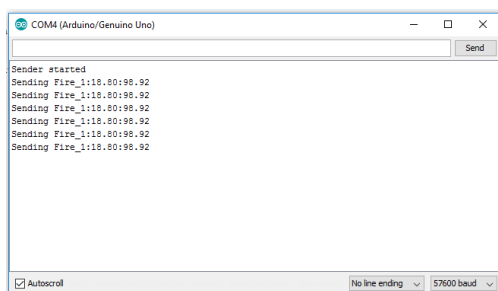 COM4 (Arduino/Genuino Uno)
Send
Sender started
Sending Fire_1:18.80:98.92
Sending Fire_1:18.80:98.92
Sending Fire_1:18.80:98.92
Sending Fire_1:18.80:98.92
Sending Fire_1:18.80:98.92
Sending Fire_1:18.80:98.92
Autoscroll
No line ending
57600 baud